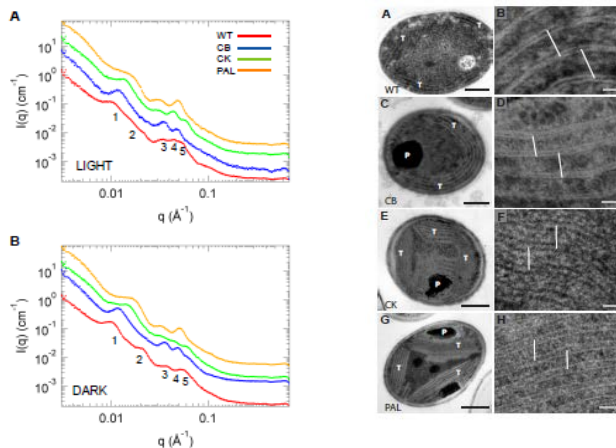 A
I(q) (cm⁻¹)
10¹
10⁰
10⁻¹
10⁻²
10⁻³
WT
CB
CK
PAL
1
2
3 4 5
LIGHT
0.01
0.1
q (Å⁻¹)
B
I(q) (cm⁻¹)
10²
10¹
10⁰
10⁻¹
10⁻²
10⁻³
1
2
3 4 5
DARK
0.01
0.1
q (Å⁻¹)
A
T
T
T
WT
B
C
T
P
T
CB
D
E
T
T
T
P
CK
F
G
P
T
T
T
PAL
H